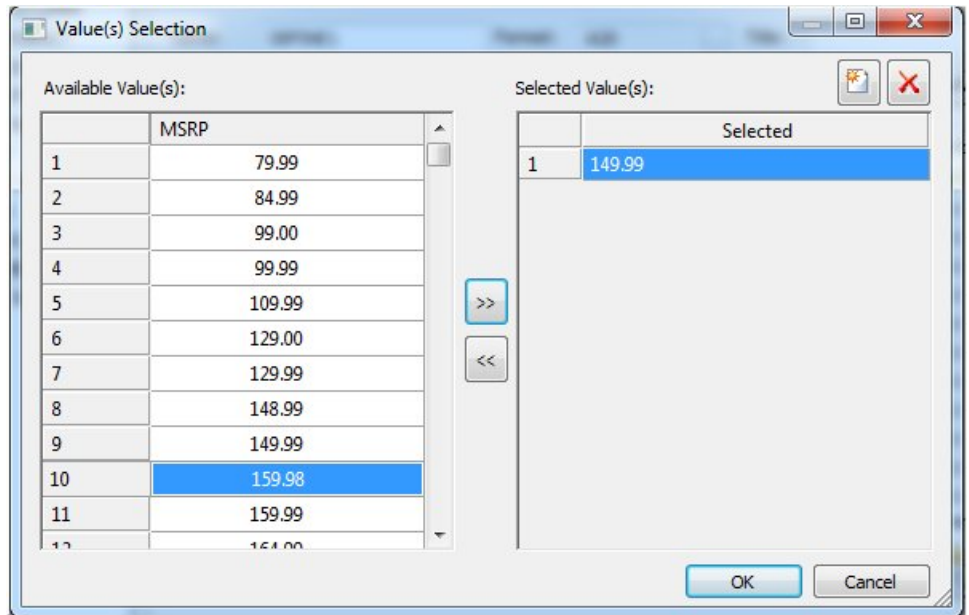 Value(s) Selection
Available Value(s):
MSRP
1 79.99
2 84.99
3 99.00
4 99.99
5 109.99
6 129.00
7 129.99
8 148.99
9 149.99
10 159.98
11 159.99
>>
<<
Selected Value(s):
Selected
1 149.99
OK Cancel